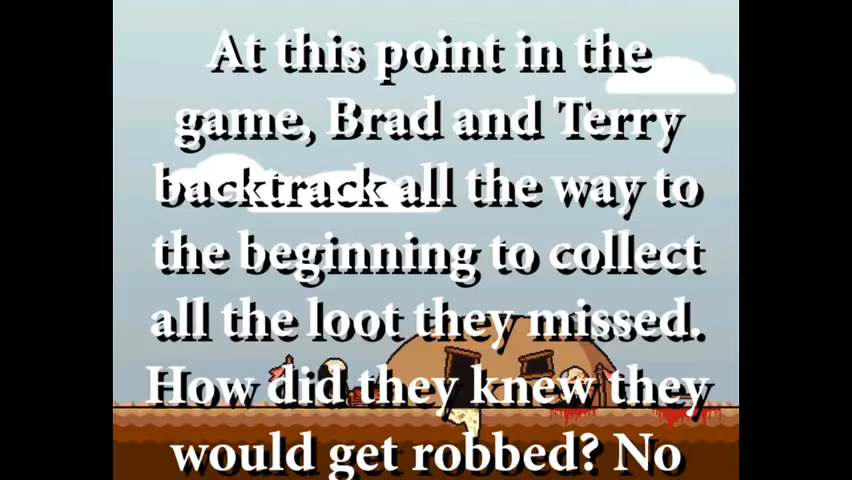 At this point in the
game, Brad and Terry
backtrack all the way to
the beginning to collect
all the loot they missed.
How did they knew they
would get robbed? No